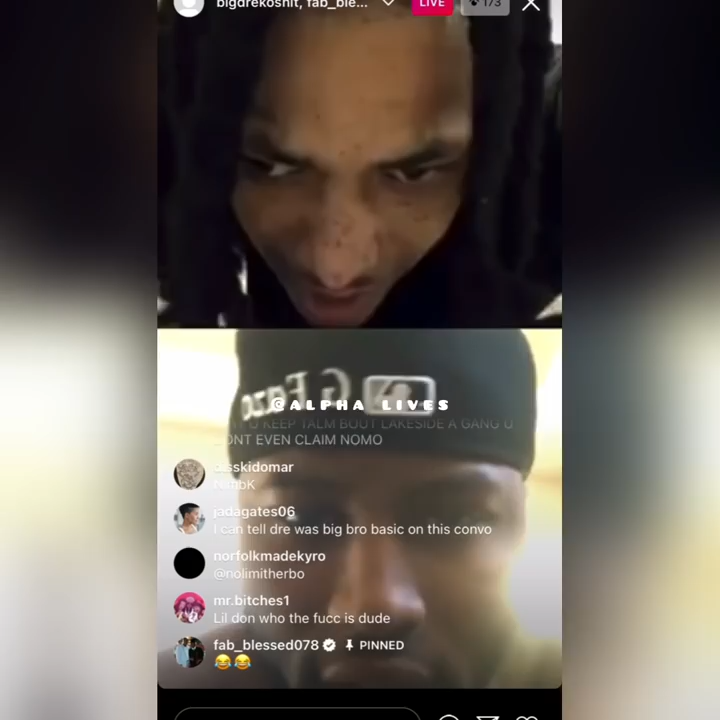 bigdrekoshit, fab_ble...
LIVE
173
G Fazo
@ALPHA LIVES
U KEEP TALM BOUT LAKESIDE A GANG U
DONT EVEN CLAIM NOMO
jadagates06
I can tell dre was big bro basic on this convo
norfolkmadekyro
@nolimitherbo
mr.bitches1
Lil don who the fucc is dude
fab_blessed078 PINNED
😂😂